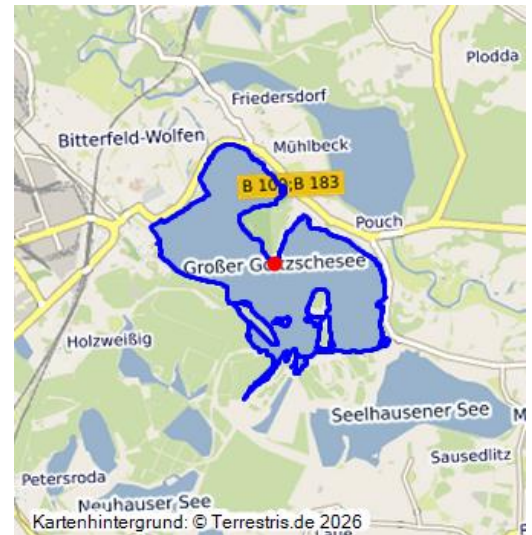 Plodda
Friedersdorf
Bitterfeld-Wolfen
Mühlbeck
B 100;B 183
Pouch
Großer Goitzschesee
Holzweißig
Seelhausener See
Sausedlitz
Petersroda
Neuhauser See
Kartenhintergrund: © Terrestris.de 2026